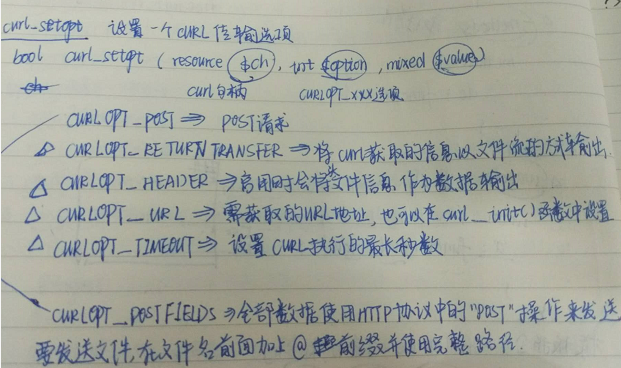 curl_setopt 设置一个CURL传输选项
bool curl_setopt ( resource $ch, int $option, mixed $value)
curl句柄 CURLOPT_XXX选项
CURLOPT_POST ⇒ POST请求
△ CURLOPT_RETURNTRANSFER ⇒ 将curl获取的信息以文件流的方式输出.
△ CURLOPT_HEADER ⇒ 启用时会将头文件信息作为数据输出
△ CURLOPT_URL ⇒ 需获取的URL地址,也可以在curl_init()函数中设置
△ CURLOPT_TIMEOUT ⇒ 设置CURL执行的最长秒数
CURLOPT_POSTFIELDS ⇒ 全部数据使用HTTP协议中的"POST"操作来发送
要发送文件,在文件名前面加上@前缀并使用完整路径.